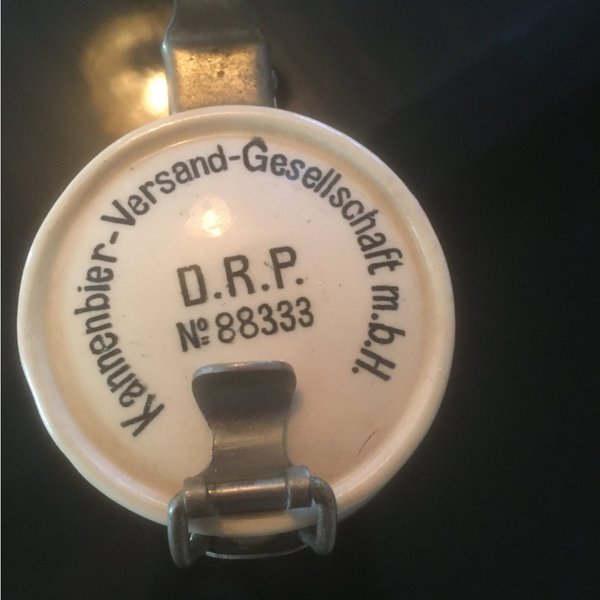 Kannenbier-Versand-Gesellschaft m.b.H.
D.R.P.
Nº 88333